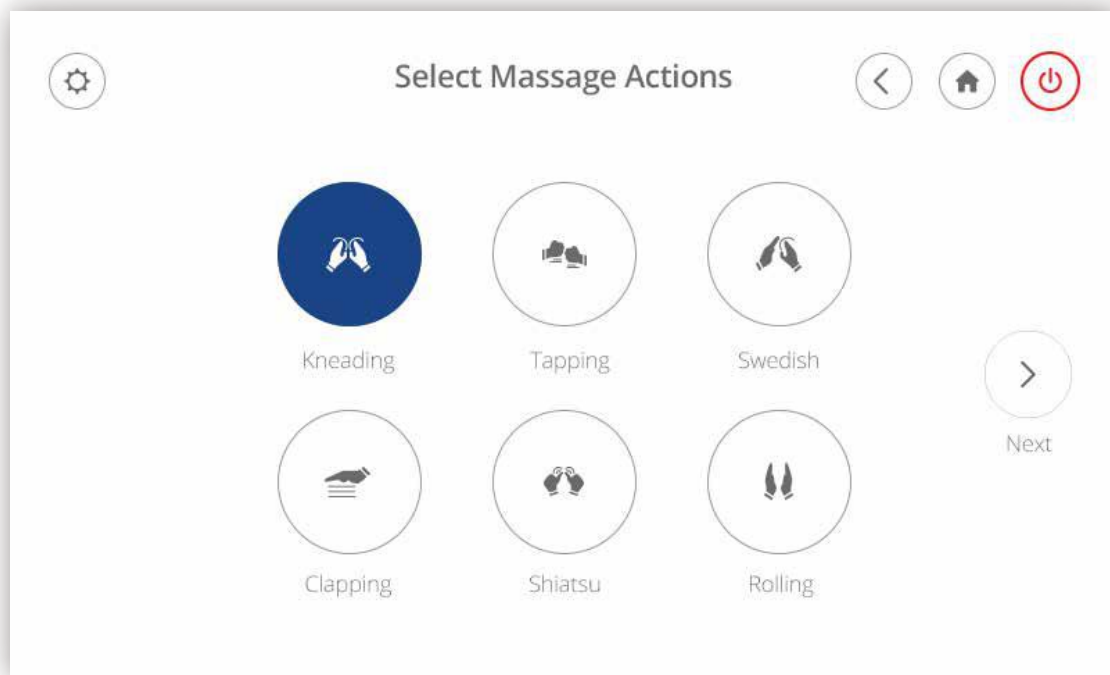 Select Massage Actions
Kneading
Tapping
Swedish
Next
Clapping
Shiatsu
Rolling